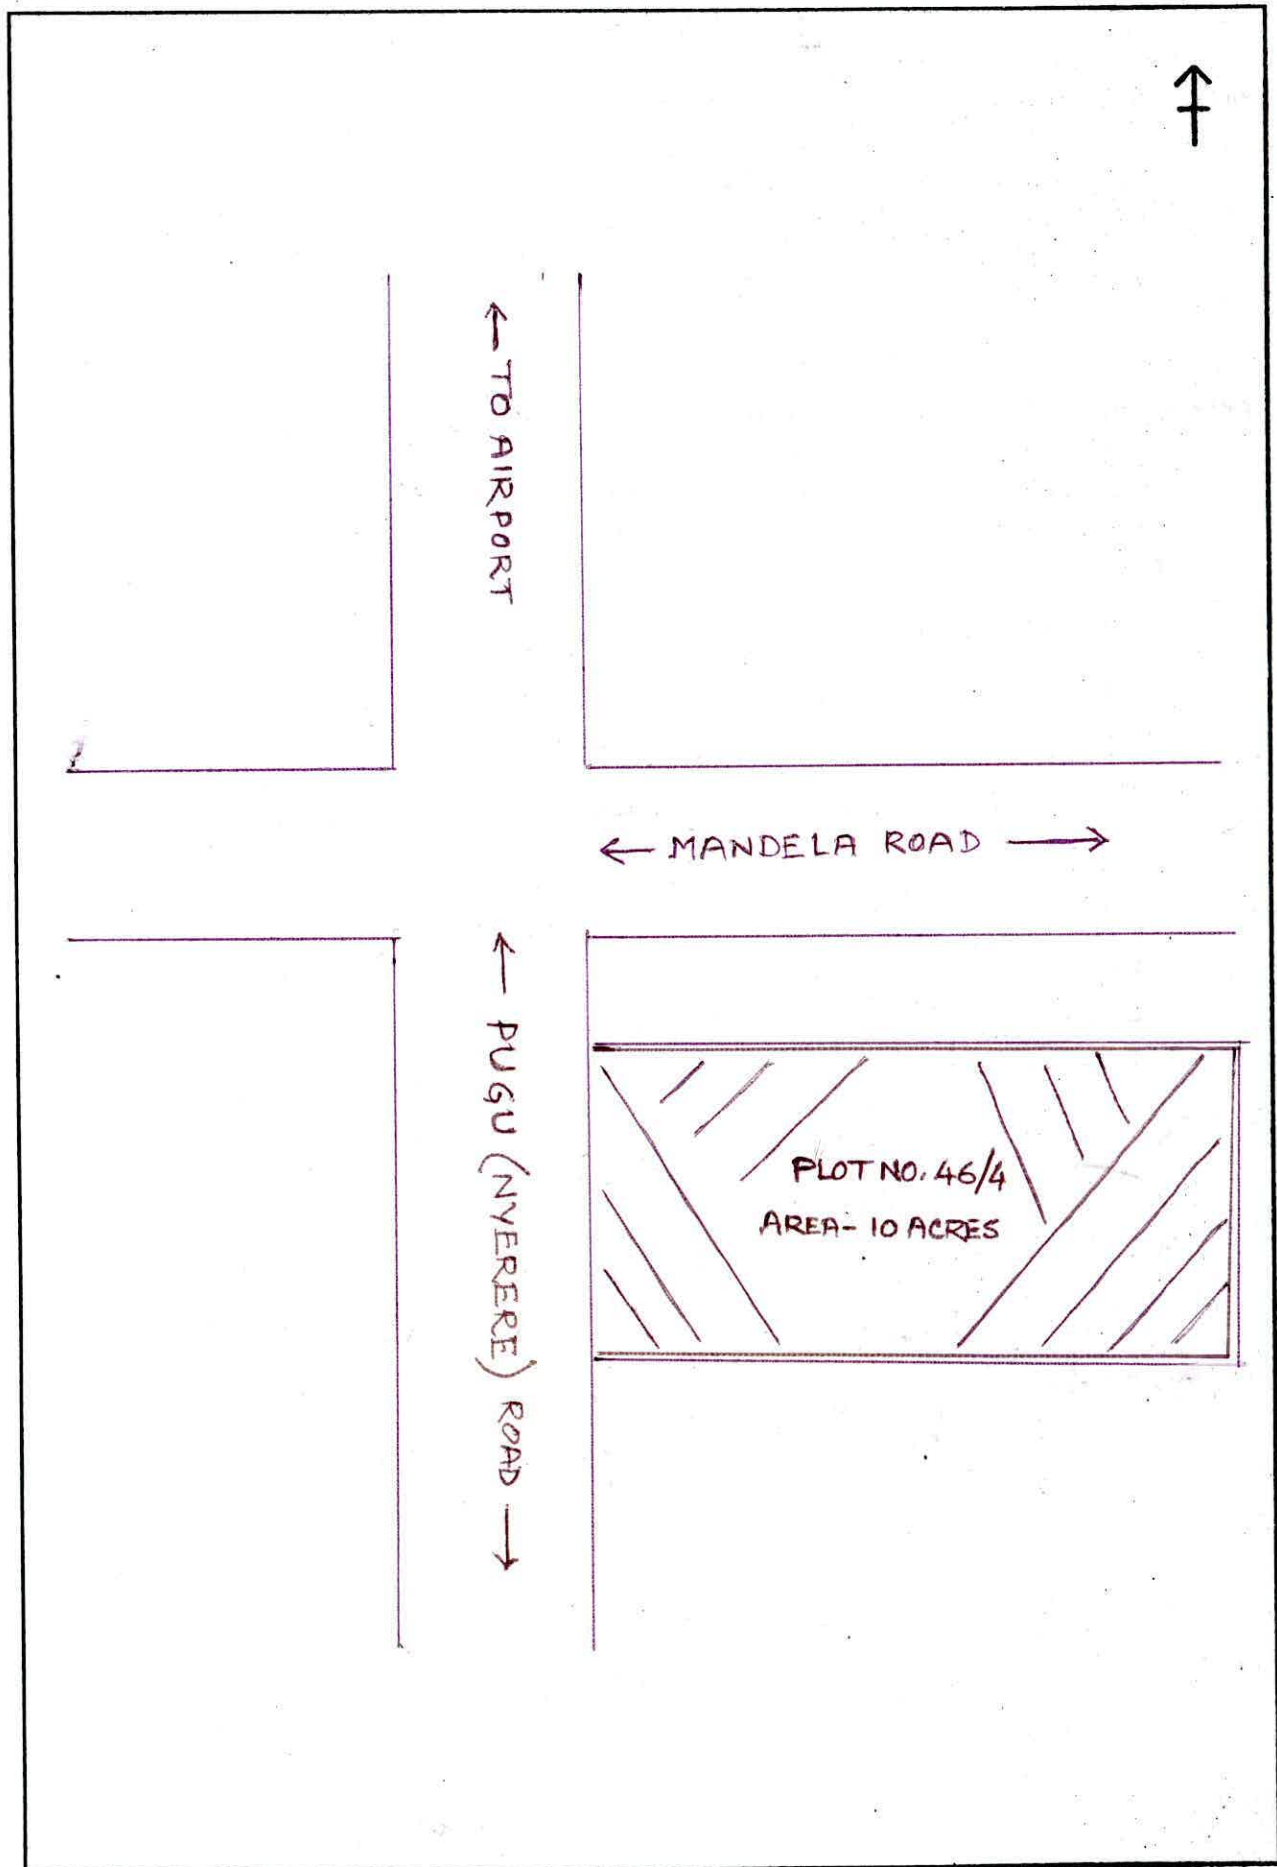 ← TO AIRPORT
← MANDELA ROAD →
← PUGU (NYERERE) ROAD →
PLOT NO. 46/4
AREA- 10 ACRES